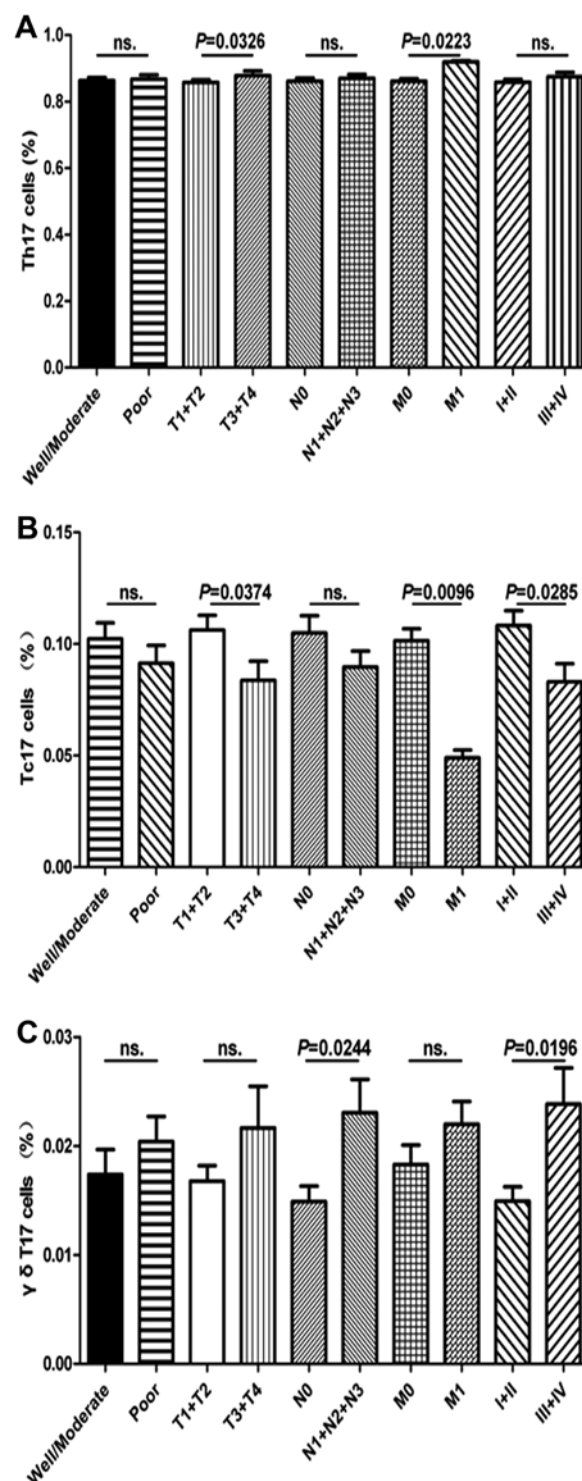 A
ns.
P=0.0326
ns.
P=0.0223
ns.
1.0
0.8
0.6
0.4
0.2
0.0
Th17 cells (%)
Well/Moderate
Poor
T1+T2
T3+T4
N0
N1+N2+N3
M0
M1
I+II
III+IV
B
ns.
P=0.0374
ns.
P=0.0096
P=0.0285
0.15
0.10
0.05
0.00
Tc17 cells (%)
Well/Moderate
Poor
T1+T2
T3+T4
N0
N1+N2+N3
M0
M1
I+II
III+IV
C
ns.
ns.
P=0.0244
ns.
P=0.0196
0.03
0.02
0.01
0.00
γ δ T17 cells (%)
Well/Moderate
Poor
T1+T2
T3+T4
N0
N1+N2+N3
M0
M1
I+II
III+IV